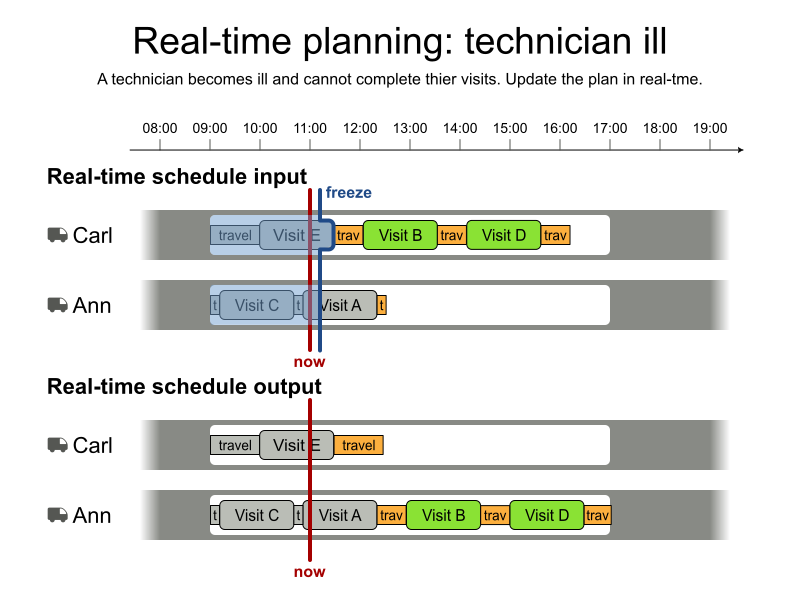 Real-time planning: technician ill
A technician becomes ill and cannot complete thier visits. Update the plan in real-tme.
08:00 09:00 10:00 11:00 12:00 13:00 14:00 15:00 16:00 17:00 18:00 19:00
Real-time schedule input
freeze
Carl travel Visit E trav Visit B trav Visit D trav
Ann t Visit C t Visit A t
now
Real-time schedule output
Carl travel Visit E travel
Ann t Visit C t Visit A trav Visit B trav Visit D trav
now